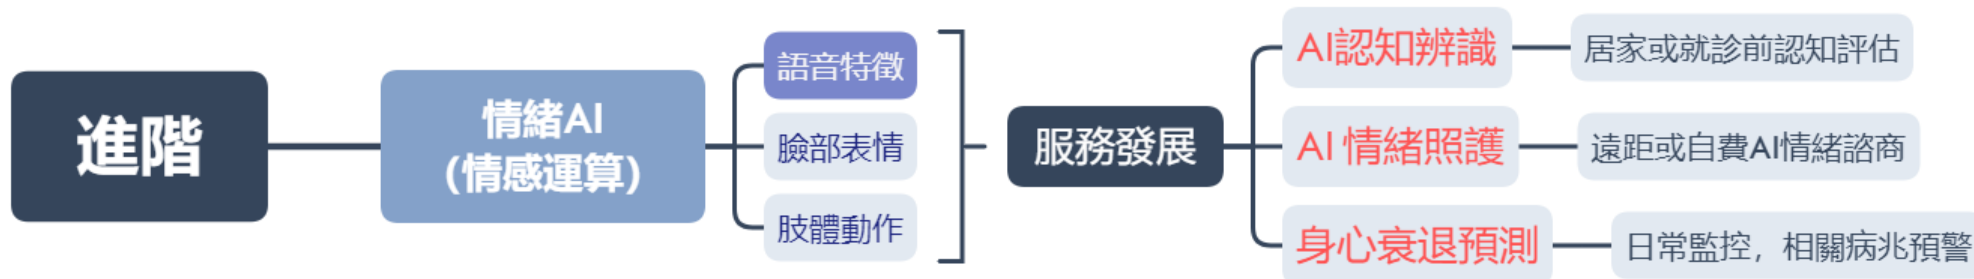 進階
情緒AI
(情感運算)
語音特徵
臉部表情
肢體動作
服務發展
AI認知辨識
居家或就診前認知評估
AI 情緒照護
遠距或自費AI情緒諮商
身心衰退預測
日常監控，相關病兆預警